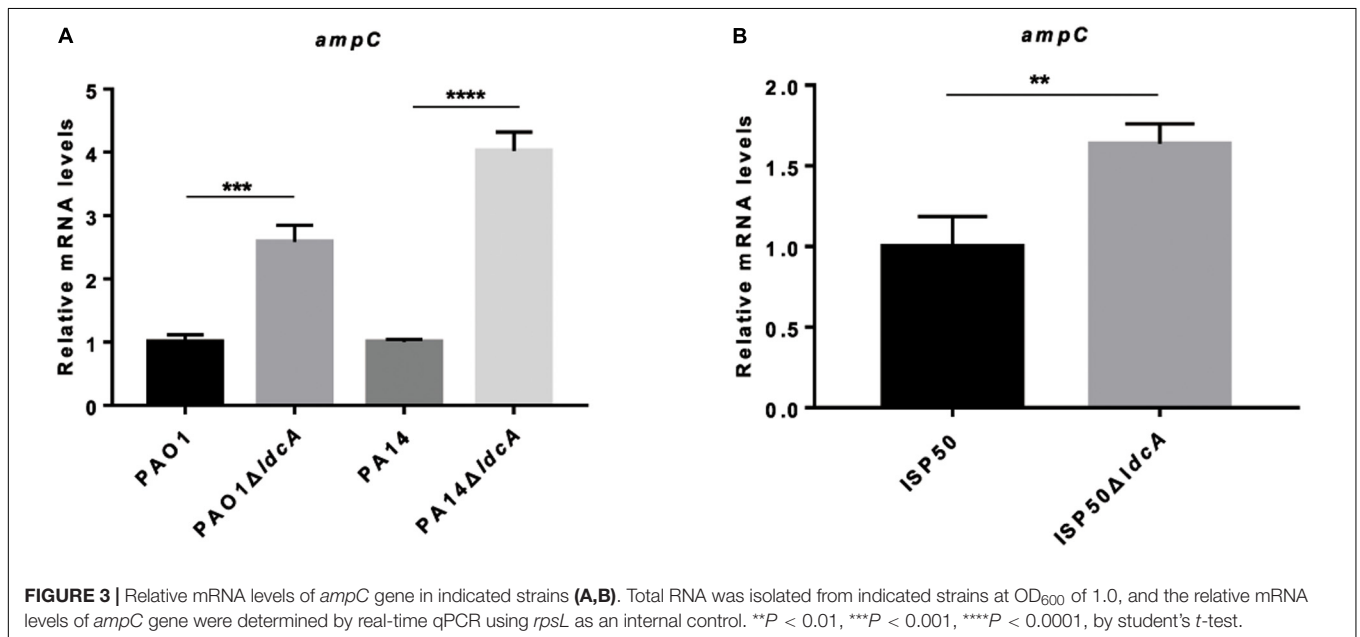 A
ampC
Relative mRNA levels
5
4
3
2
1
0
***
****
PAO1
PAO1ΔldcA
PA14
PA14ΔldcA
B
ampC
Relative mRNA levels
2.0
1.5
1.0
0.5
0.0
**
ISP50
ISP50ΔldcA
FIGURE 3 | Relative mRNA levels of ampC gene in indicated strains (A,B). Total RNA was isolated from indicated strains at OD600 of 1.0, and the relative mRNA
levels of ampC gene were determined by real-time qPCR using rpsL as an internal control. **P < 0.01, ***P < 0.001, ****P < 0.0001, by student's t-test.